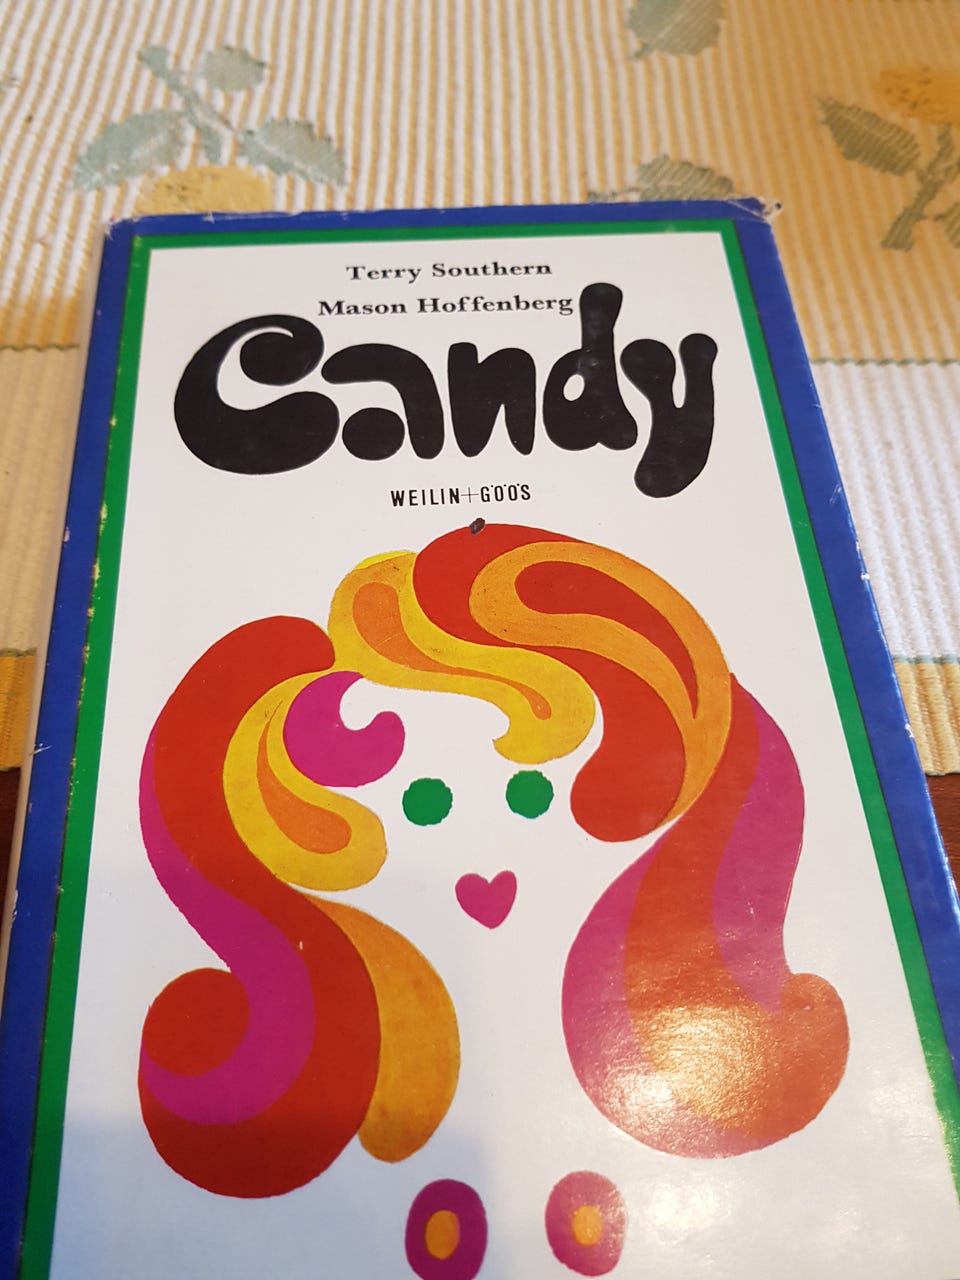 Terry Southern
Mason Hoffenberg
Candy
WEILIN+GÖÖS